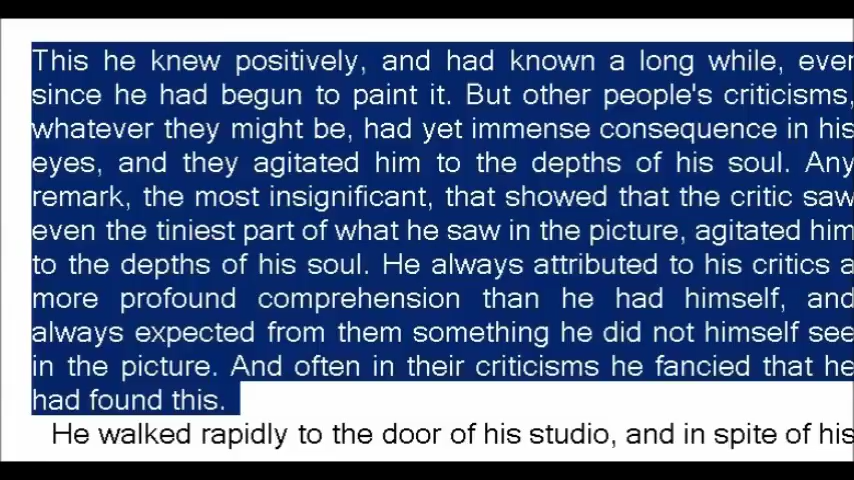 This he knew positively, and had known a long while, ever
since he had begun to paint it. But other people's criticisms,
whatever they might be, had yet immense consequence in his
eyes, and they agitated him to the depths of his soul. Any
remark, the most insignificant, that showed that the critic saw
even the tiniest part of what he saw in the picture, agitated him
to the depths of his soul. He always attributed to his critics a
more profound comprehension than he had himself, and
always expected from them something he did not himself see
in the picture. And often in their criticisms he fancied that he
had found this.
He walked rapidly to the door of his studio, and in spite of his